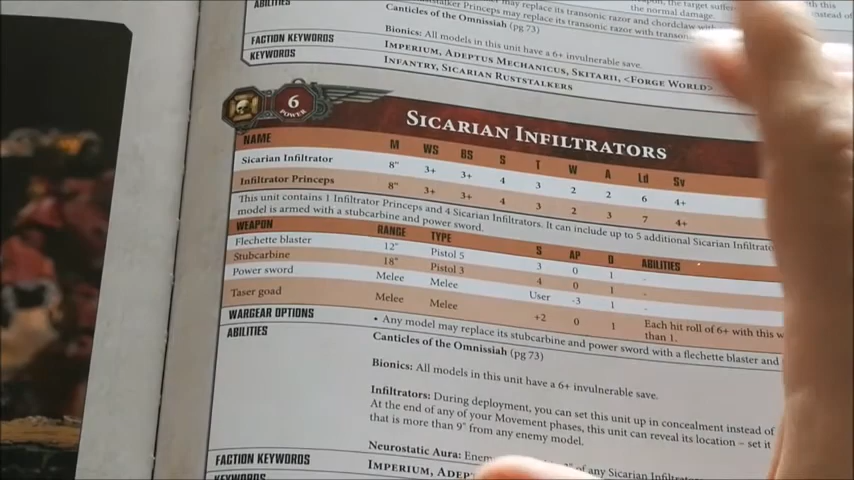 ABILITIES
Princeps may replace its transonic razor and chordclaw with
the normal damage.
instead of
Canticles of the Omnissiah (pg 73)
Bionics: All models in this unit have a 6+ invulnerable save.
FACTION KEYWORDS IMPERIUM, ADEPTUS MECHANICUS, SKITARII, <FORGE WORLD>
KEYWORDS INFANTRY, SICARIAN RUSTSTALKERS
6
POWER
SICARIAN INFILTRATORS
NAME M WS BS S T W A Ld Sv
Sicarian Infiltrator 8" 3+ 3+ 4 3 2 2 6 4+
Infiltrator Princeps 8" 3+ 3+ 4 3 2 3 7 4+
This unit contains 1 Infiltrator Princeps and 4 Sicarian Infiltrators. It can include up to 5 additional Sicarian Infiltrators
model is armed with a stubcarbine and power sword.
WEAPON RANGE TYPE S AP D ABILITIES
Flechette blaster 12" Pistol 5 3 0 1 -
Stubcarbine 18" Pistol 3 4 0 1 -
Power sword Melee Melee User -3 1 -
Taser goad Melee Melee +2 0 1 Each hit roll of 6+ with this
than 1.
WARGEAR OPTIONS • Any model may replace its stubcarbine and power sword with a flechette blaster and
ABILITIES Canticles of the Omnissiah (pg 73)
Bionics: All models in this unit have a 6+ invulnerable save.
Infiltrators: During deployment, you can set this unit up in concealment instead of
At the end of any of your Movement phases, this unit can reveal its location – set it
that is more than 9" from any enemy model.
Neurostatic Aura: of any Sicarian
FACTION KEYWORDS IMPERIUM,
KEYWORDS